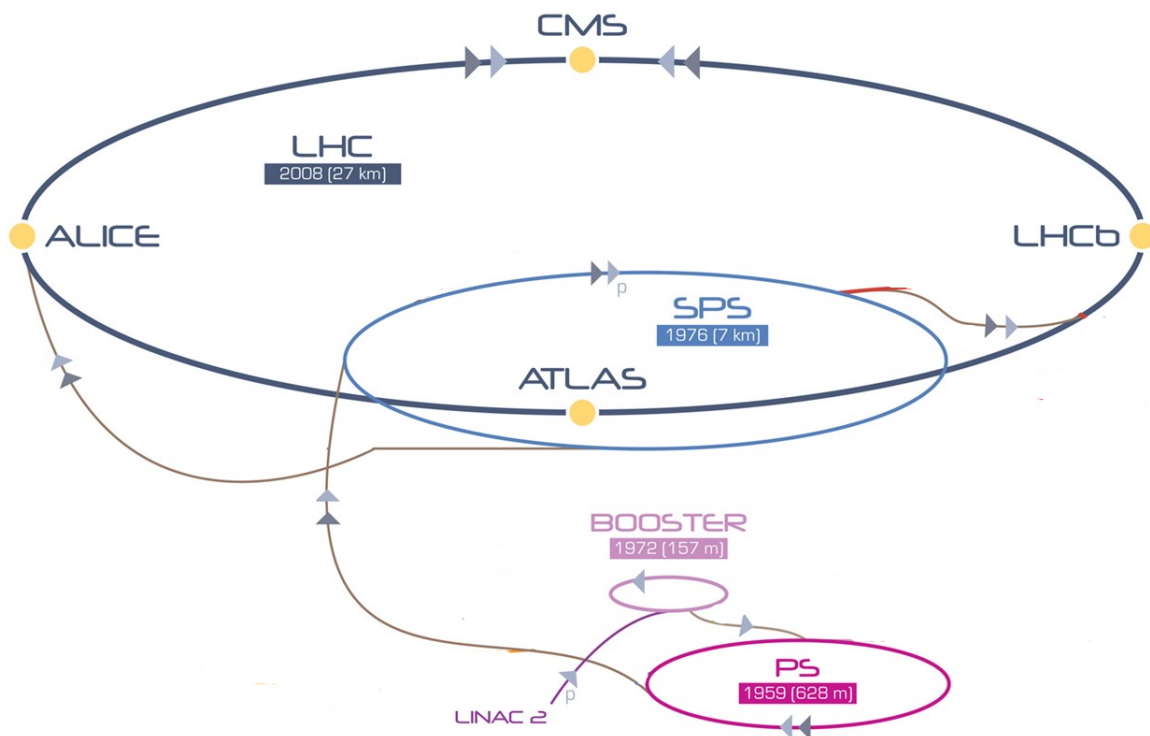 CMS
LHC
2008 (27 km)
ALICE
LHCb
p
SPS
1976 (7 km)
ATLAS
BOOSTER
1972 (157 m)
PS
1959 (628 m)
p
LINAC 2